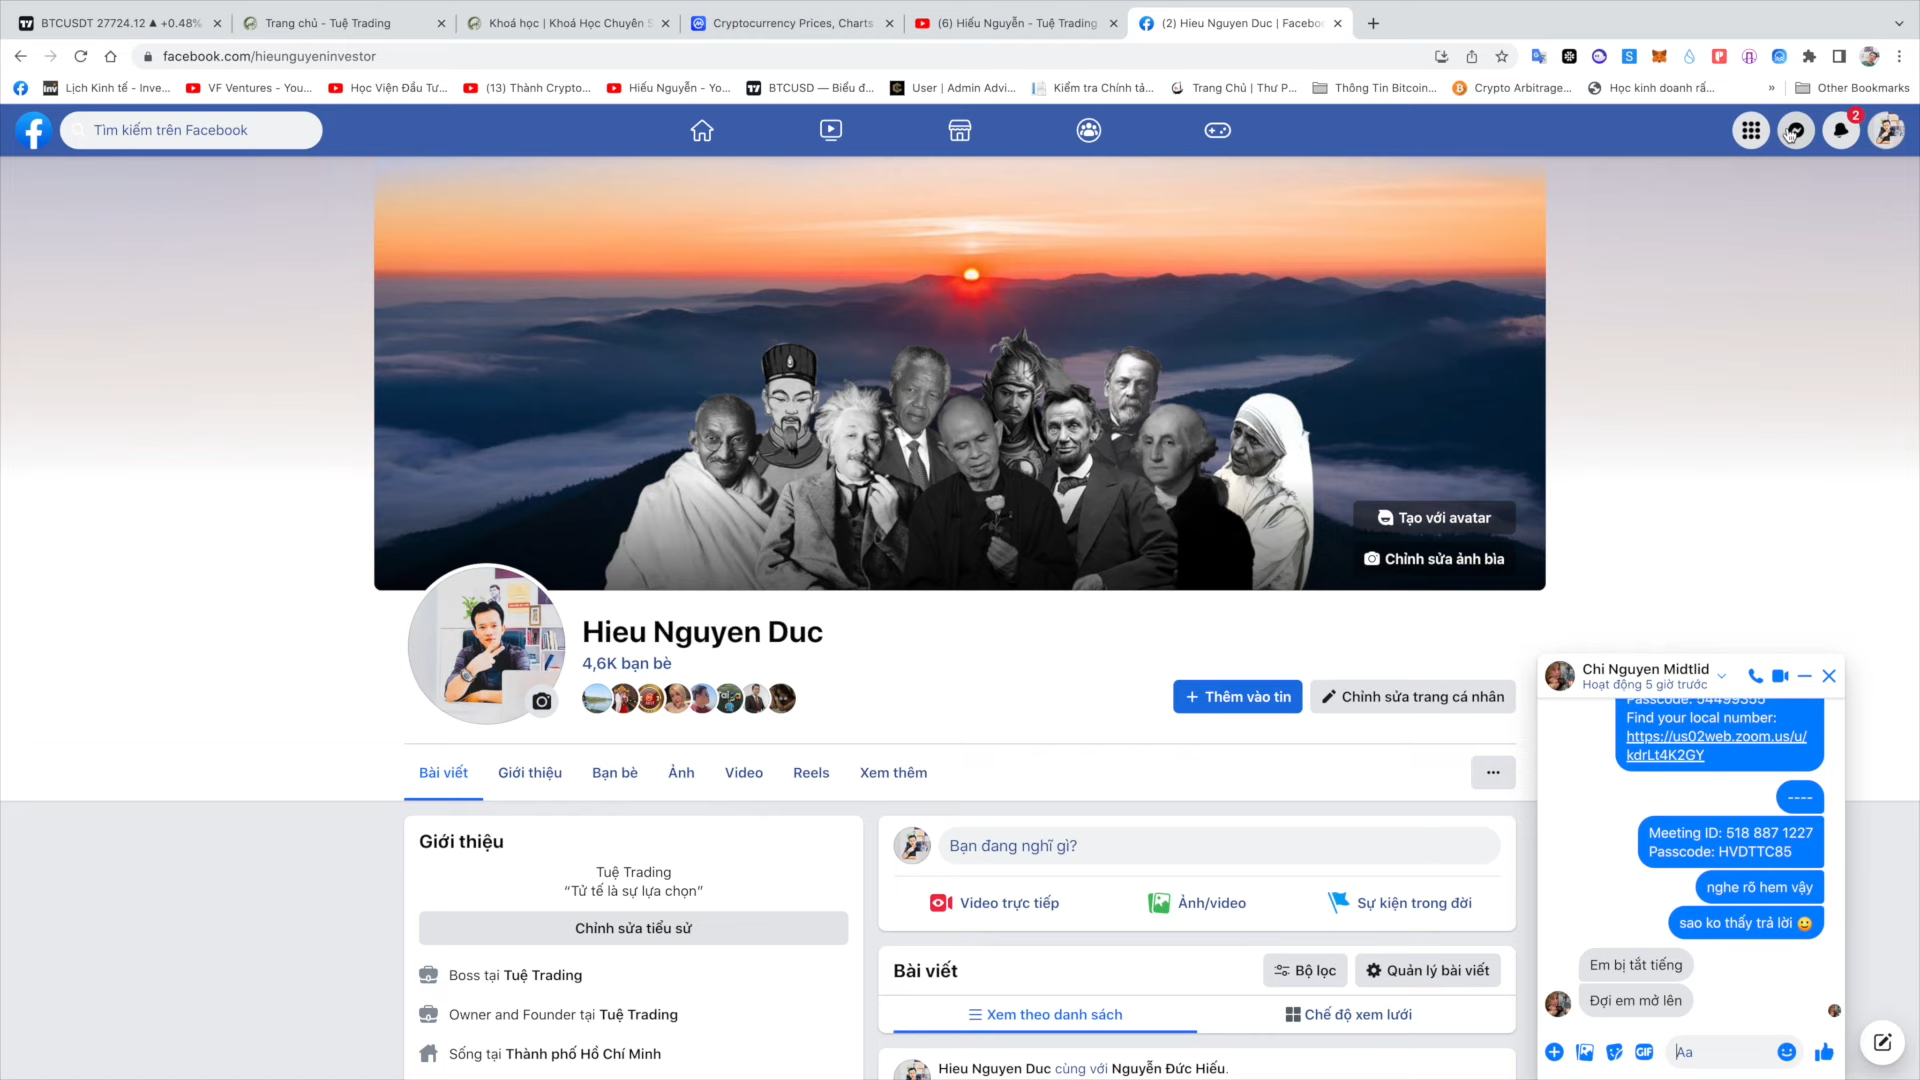 BTCUSDT 27724.12 ▲ +0.48%
Trang chủ - Tuệ Trading
Khoá học | Khoá Học Chuyên S
Cryptocurrency Prices, Charts
(6) Hiếu Nguyễn - Tuệ Trading
(2) Hieu Nguyen Duc | Facebo
facebook.com/hieunguyeninvestor
Lịch Kinh tế - Inve...
VF Ventures - You...
Học Viện Đầu Tư...
(13) Thành Crypto...
Hiếu Nguyễn - Yo...
BTCUSD — Biểu đ...
User | Admin Advi...
Kiểm tra Chính tả...
Trang Chủ | Thư P...
Thông Tin Bitcoin...
Crypto Arbitrage...
Học kinh doanh rấ...
»
Other Bookmarks
Tìm kiếm trên Facebook
2
Tạo với avatar
Chỉnh sửa ảnh bìa
Hieu Nguyen Duc
4,6K bạn bè
+ Thêm vào tin
Chỉnh sửa trang cá nhân
Bài viết
Giới thiệu
Bạn bè
Ảnh
Video
Reels
Xem thêm
Giới thiệu
Tuệ Trading
“Tử tế là sự lựa chọn”
Chỉnh sửa tiểu sử
Boss tại Tuệ Trading
Owner and Founder tại Tuệ Trading
Sống tại Thành phố Hồ Chí Minh
Bạn đang nghĩ gì?
Video trực tiếp
Ảnh/video
Sự kiện trong đời
Bài viết
Bộ lọc
Quản lý bài viết
Xem theo danh sách
Chế độ xem lưới
Hieu Nguyen Duc cùng với Nguyễn Đức Hiếu.
Chi Nguyen Midtlid
Hoạt động 5 giờ trước
Passcode: 54499355
Find your local number:
https://us02web.zoom.us/u/
kdrLt4K2GY
----
Meeting ID: 518 887 1227
Passcode: HVDTTC85
nghe rõ hem vậy
sao ko thấy trả lời
Em bị tắt tiếng
Đợi em mở lên
GIF
Aa